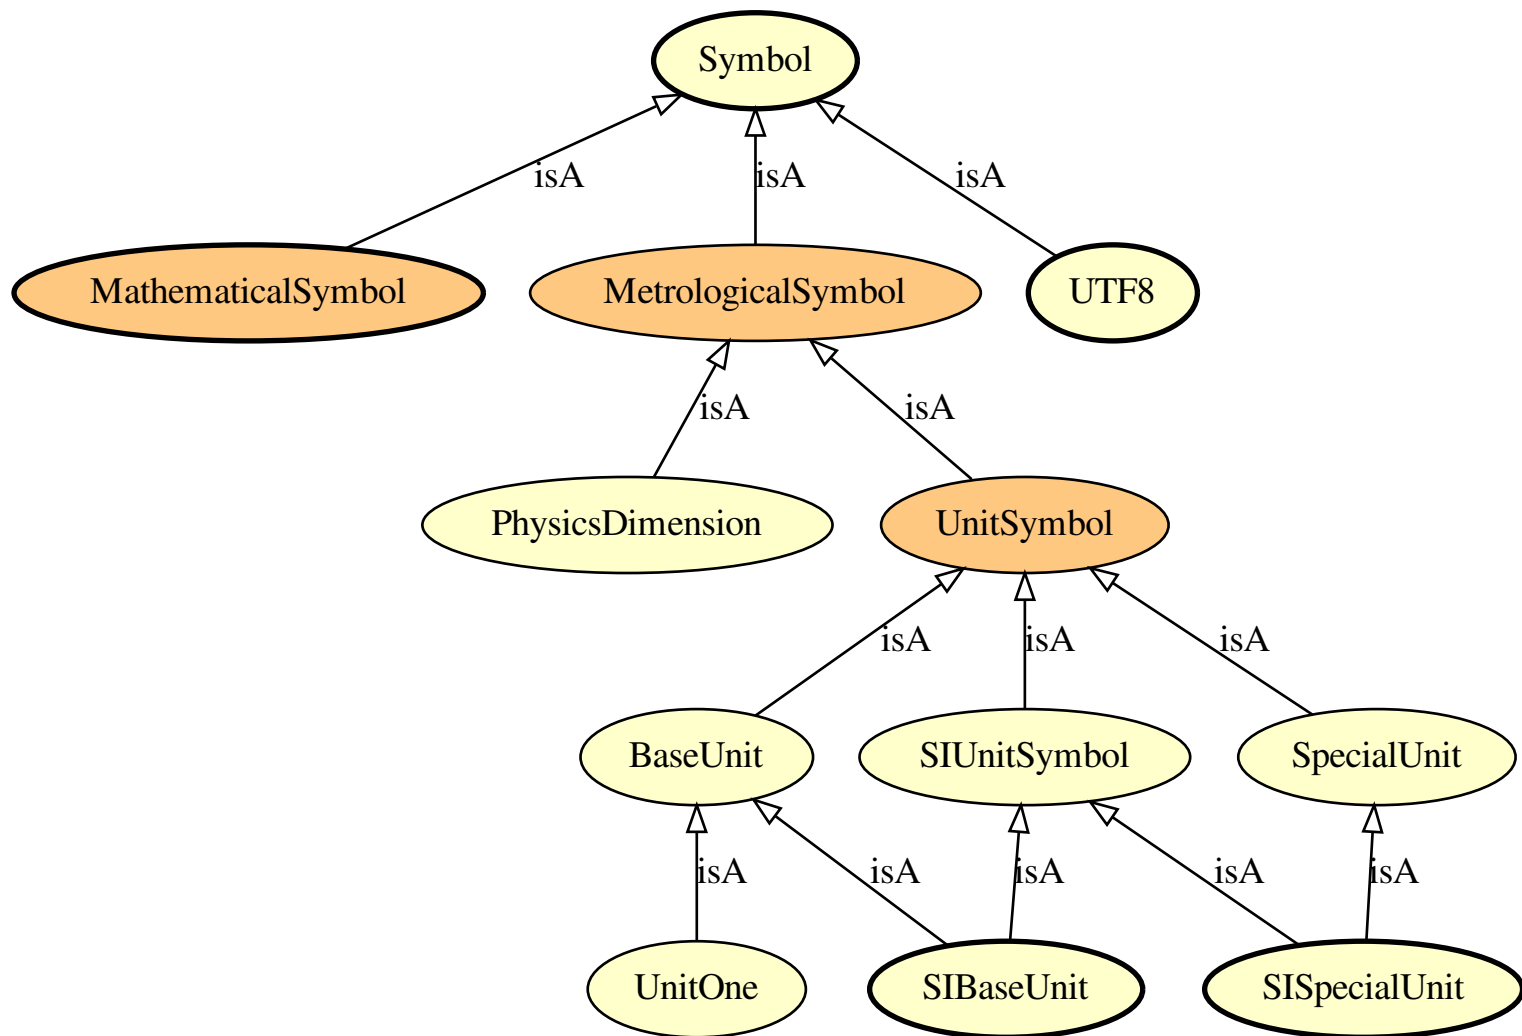 Symbol
isA
isA
isA
MathematicalSymbol
MetrologicalSymbol
UTF8
isA
isA
PhysicsDimension
UnitSymbol
isA
isA
isA
BaseUnit
SIUnitSymbol
SpecialUnit
isA
isA
isA
isA
isA
UnitOne
SIBaseUnit
SISpecialUnit